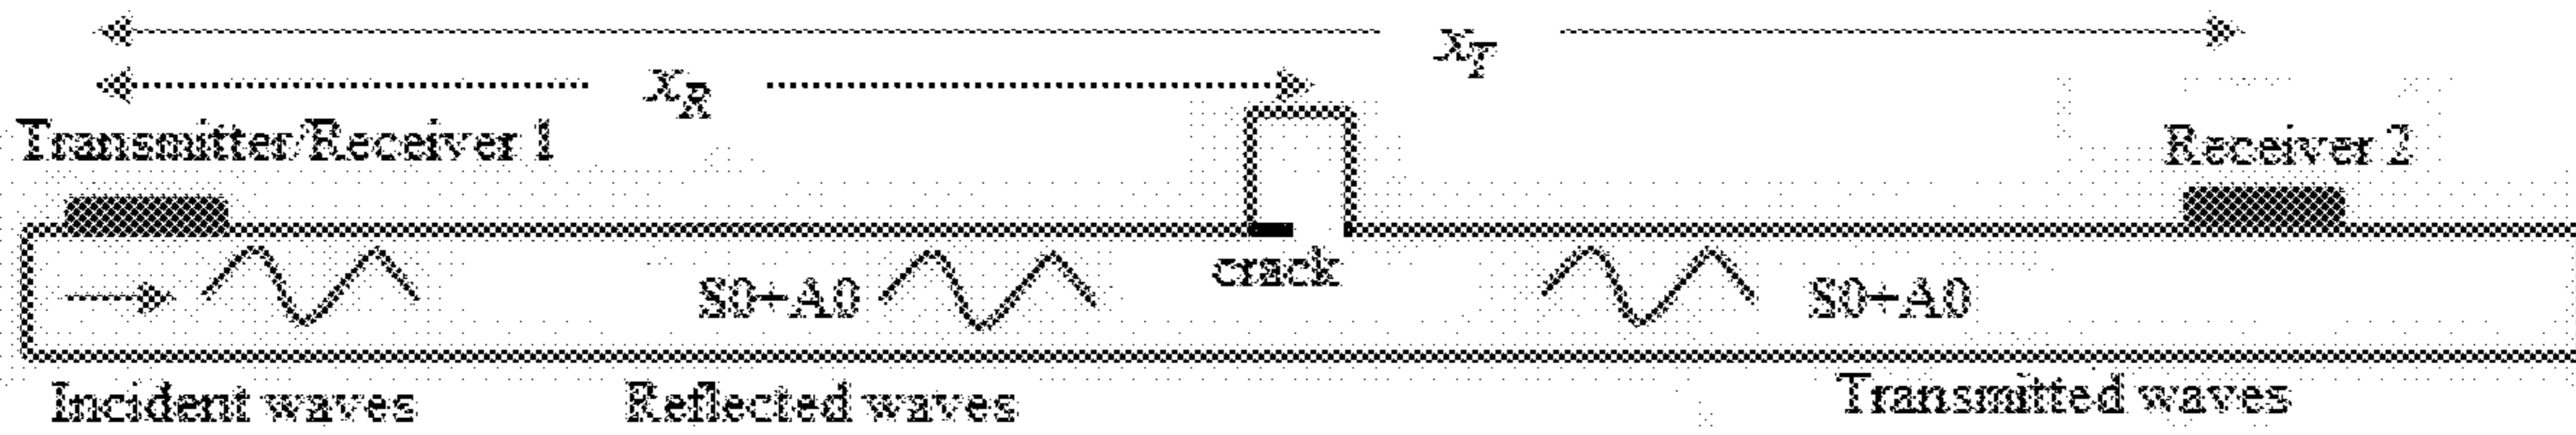 x_T
x_R
Transmitter/Receiver 1
Receiver 2
crack
S0+A0
S0+A0
Incident waves
Reflected waves
Transmitted waves